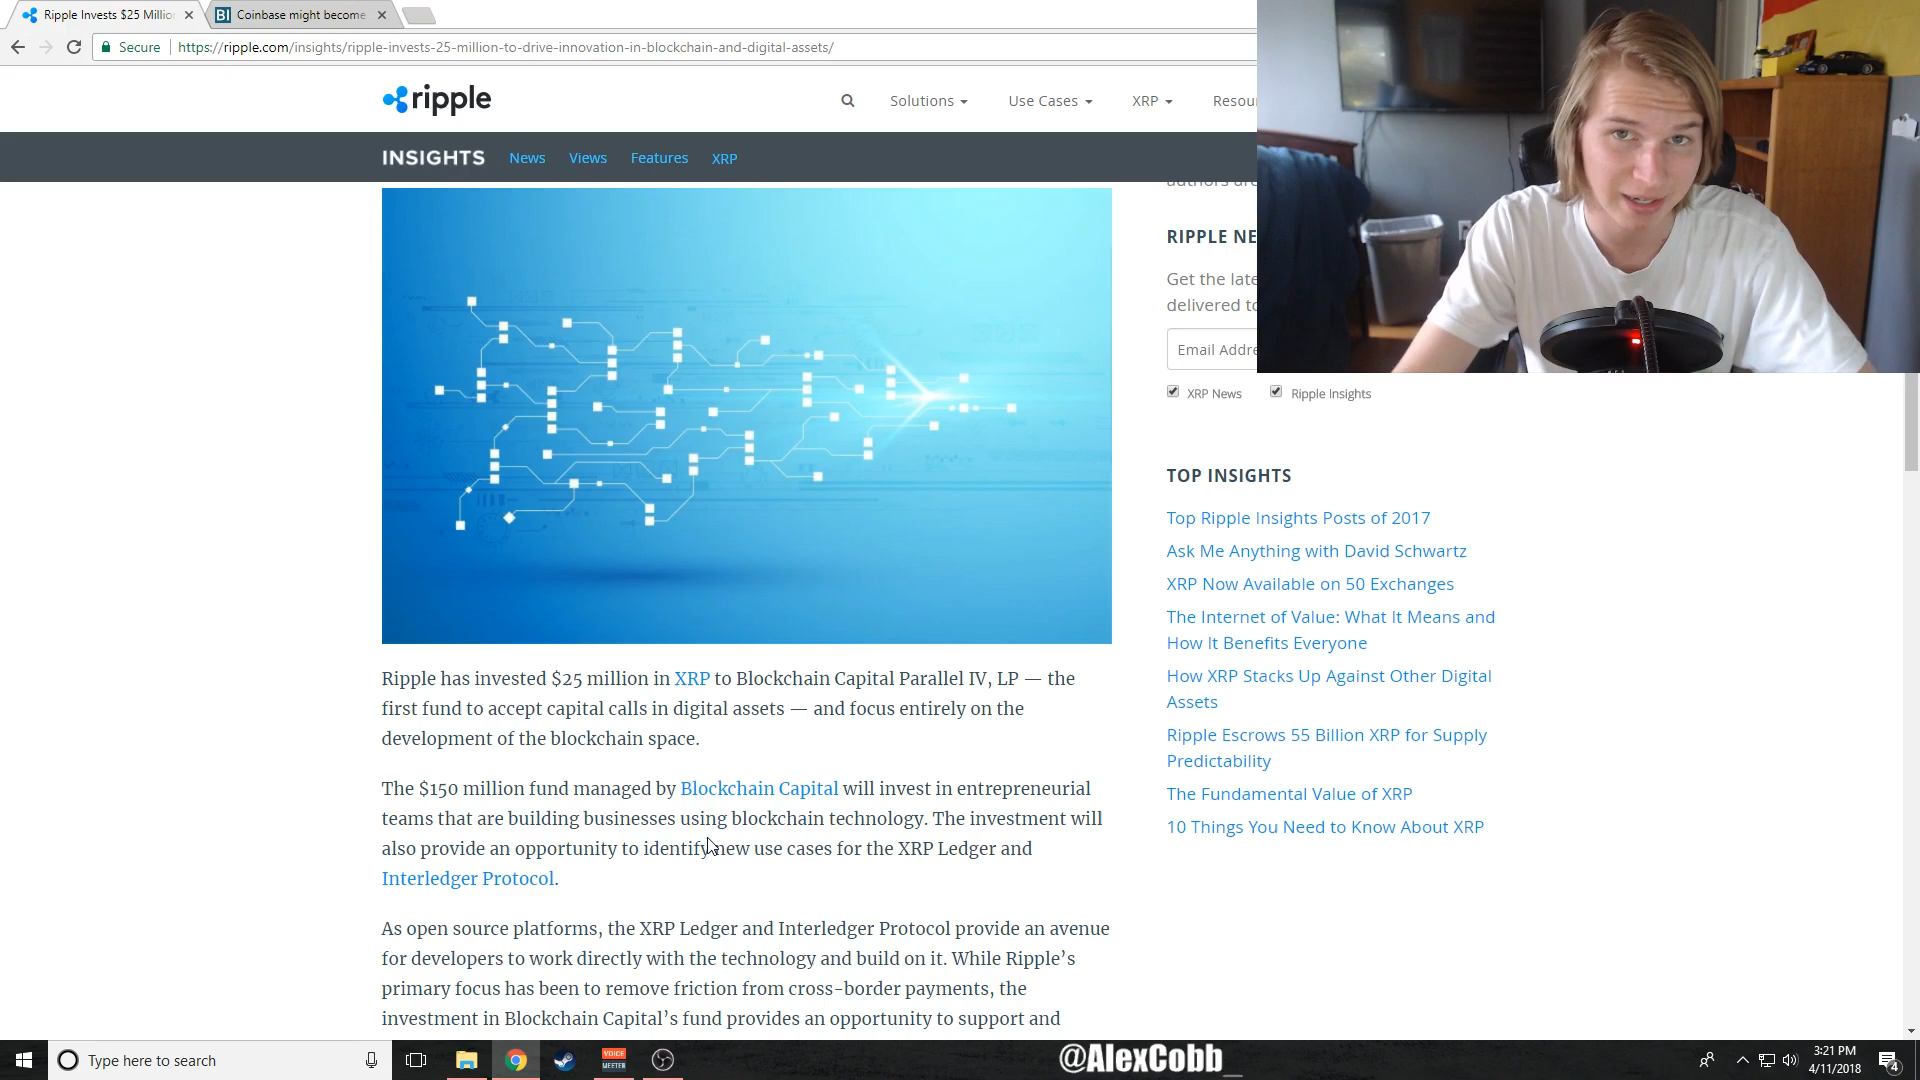 Ripple Invests $25 Millio
Coinbase might become
Secure
https://ripple.com/insights/ripple-invests-25-million-to-drive-innovation-in-blockchain-and-digital-assets/
ripple
Solutions
Use Cases
XRP
Resour
INSIGHTS
News
Views
Features
XRP
authors are
RIPPLE NE
Get the late
delivered to
Email Addre
XRP News
Ripple Insights
TOP INSIGHTS
Top Ripple Insights Posts of 2017
Ask Me Anything with David Schwartz
XRP Now Available on 50 Exchanges
The Internet of Value: What It Means and
How It Benefits Everyone
How XRP Stacks Up Against Other Digital
Assets
Ripple Escrows 55 Billion XRP for Supply
Predictability
The Fundamental Value of XRP
10 Things You Need to Know About XRP
Ripple has invested $25 million in XRP to Blockchain Capital Parallel IV, LP — the
first fund to accept capital calls in digital assets — and focus entirely on the
development of the blockchain space.
The $150 million fund managed by Blockchain Capital will invest in entrepreneurial
teams that are building businesses using blockchain technology. The investment will
also provide an opportunity to identify new use cases for the XRP Ledger and
Interledger Protocol.
As open source platforms, the XRP Ledger and Interledger Protocol provide an avenue
for developers to work directly with the technology and build on it. While Ripple’s
primary focus has been to remove friction from cross-border payments, the
investment in Blockchain Capital’s fund provides an opportunity to support and
Type here to search
VOICE
MEETER
@AlexCobb_
3:21 PM
4/11/2018
4